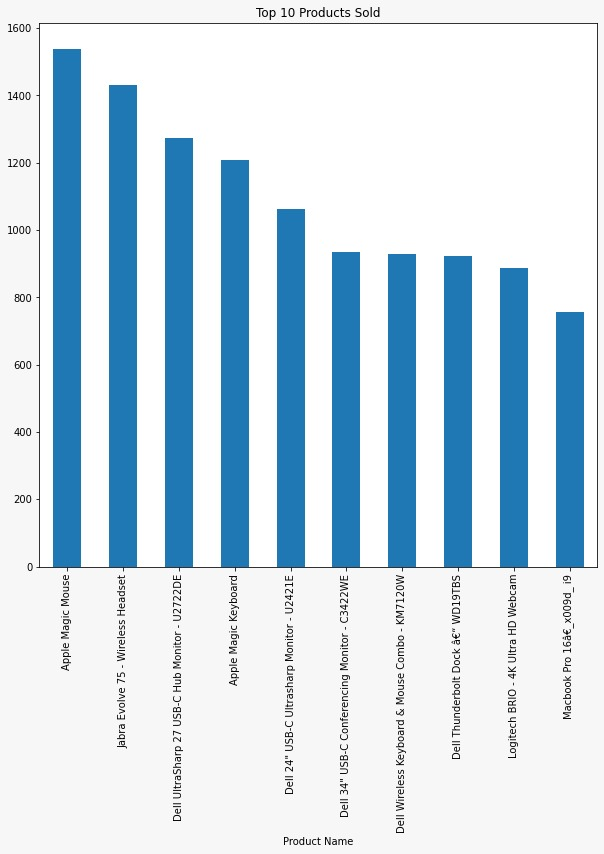 Top 10 Products Sold
1600
1400
1200
1000
800
600
400
200
0
Apple Magic Mouse
Jabra Evolve 75 - Wireless Headset
Dell UltraSharp 27 USB-C Hub Monitor - U2722DE
Apple Magic Keyboard
Dell 24" USB-C Ultrasharp Monitor - U2421E
Dell 34" USB-C Conferencing Monitor - C3422WE
Dell Wireless Keyboard & Mouse Combo - KM7120W
Dell Thunderbolt Dock â€“ WD19TBS
Logitech BRIO - 4K Ultra HD Webcam
Macbook Pro 16â€_x009d_ i9
Product Name